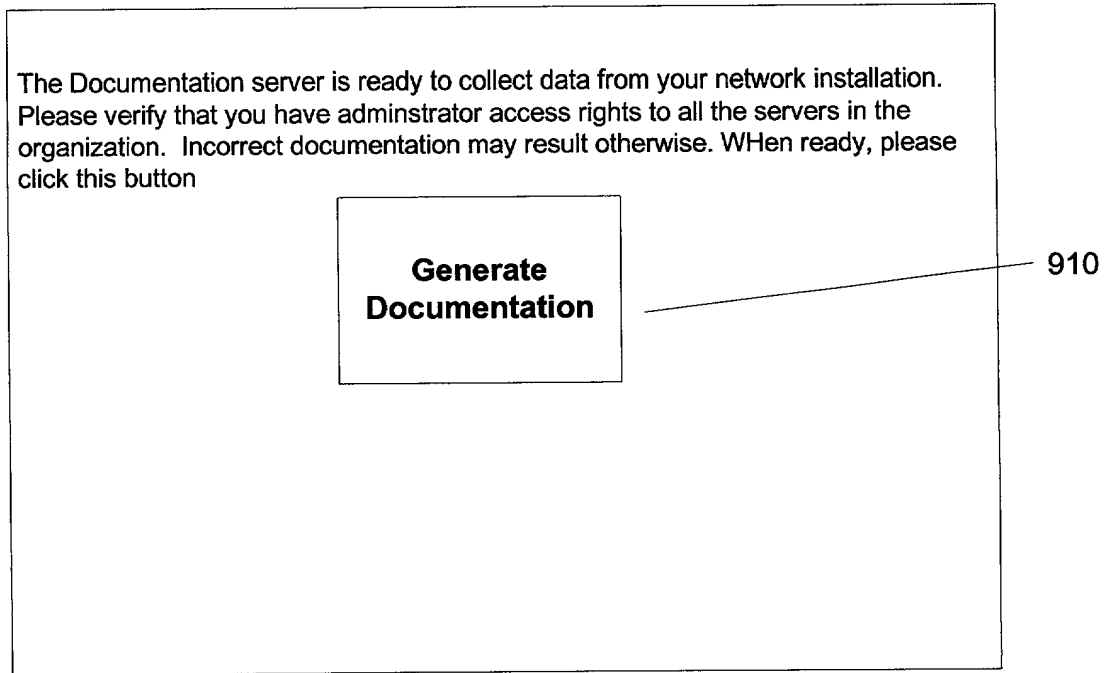 The Documentation server is ready to collect data from your network installation.
Please verify that you have adminstrator access rights to all the servers in the
organization.  Incorrect documentation may result otherwise. WHen ready, please
click this button
Generate
Documentation
910